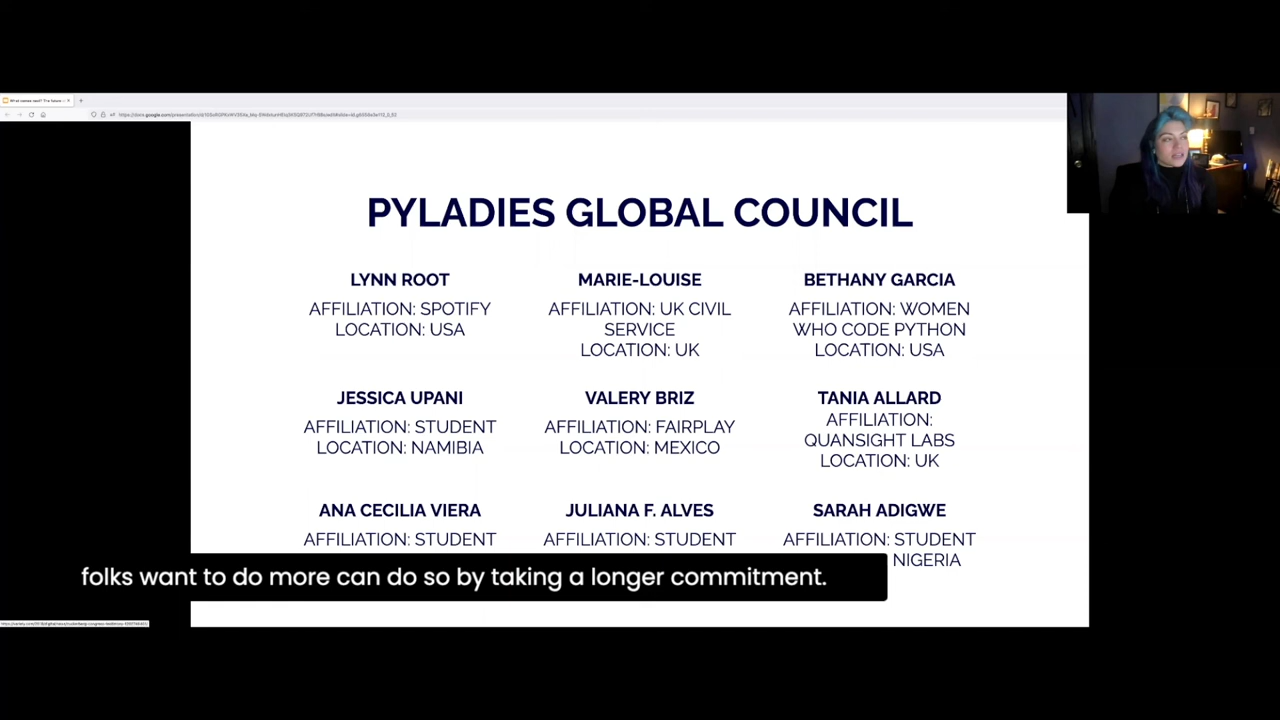 PYLADIES GLOBAL COUNCIL
LYNN ROOT
AFFILIATION: SPOTIFY
LOCATION: USA
MARIE-LOUISE
AFFILIATION: UK CIVIL
SERVICE
LOCATION: UK
BETHANY GARCIA
AFFILIATION: WOMEN
WHO CODE PYTHON
LOCATION: USA
JESSICA UPANI
AFFILIATION: STUDENT
LOCATION: NAMIBIA
VALERY BRIZ
AFFILIATION: FAIRPLAY
LOCATION: MEXICO
TANIA ALLARD
AFFILIATION:
QUANSIGHT LABS
LOCATION: UK
ANA CECILIA VIERA
AFFILIATION: STUDENT
JULIANA F. ALVES
AFFILIATION: STUDENT
SARAH ADIGWE
AFFILIATION: STUDENT
NIGERIA
folks want to do more can do so by taking a longer commitment.